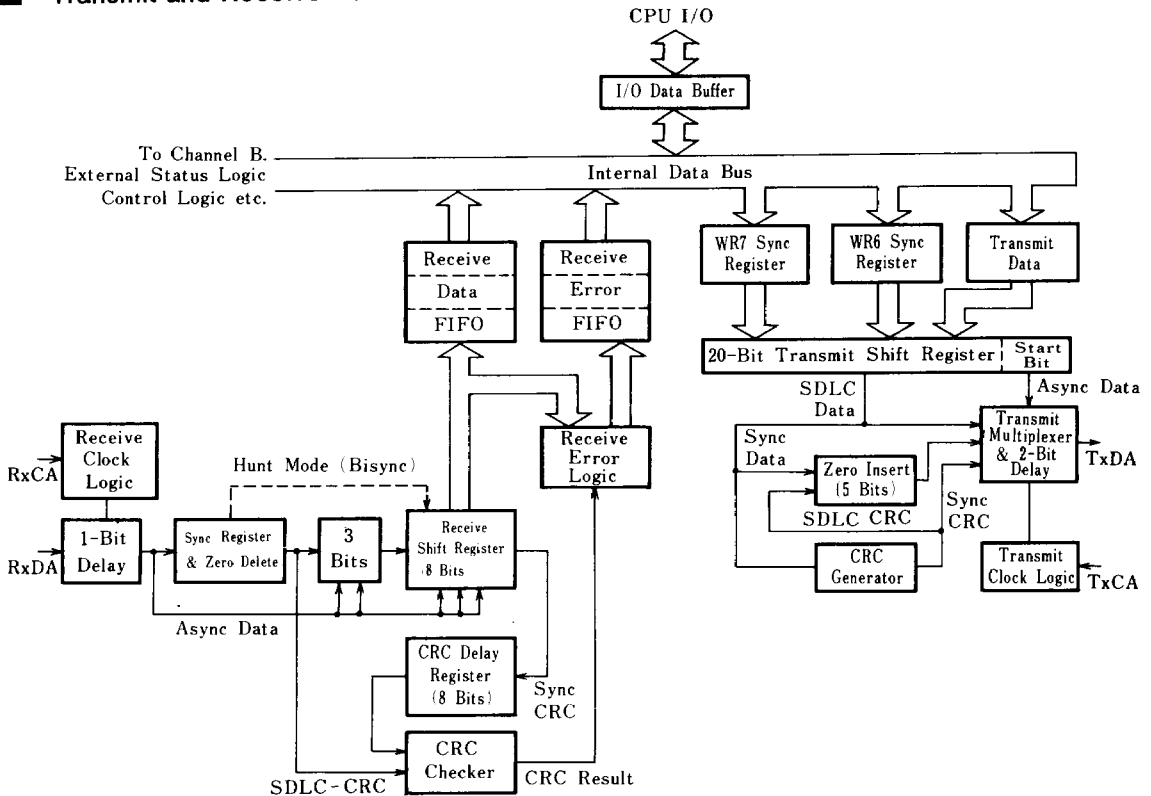 Transmit and Receive
CPU I/O
I/O Data Buffer
To Channel B.
External Status Logic
Control Logic etc.
Internal Data Bus
Receive
Data
FIFO
Receive
Error
FIFO
WR7 Sync
Register
WR6 Sync
Register
Transmit
Data
20-Bit Transmit Shift Register
Start
Bit
SDLC
Data
Async Data
Receive
Clock
Logic
RxCA
Hunt Mode (Bisync)
Receive
Error
Logic
Sync
Data
Zero Insert
(5 Bits)
Transmit
Multiplexer
& 2-Bit
Delay
TxDA
SDLC CRC
Sync
CRC
RxDA
1-Bit
Delay
Sync Register
& Zero Delete
3
Bits
Receive
Shift Register
(8 Bits)
CRC
Generator
Transmit
Clock Logic
TxCA
Async Data
CRC Delay
Register
(8 Bits)
Sync
CRC
CRC
Checker
SDLC-CRC
CRC Result